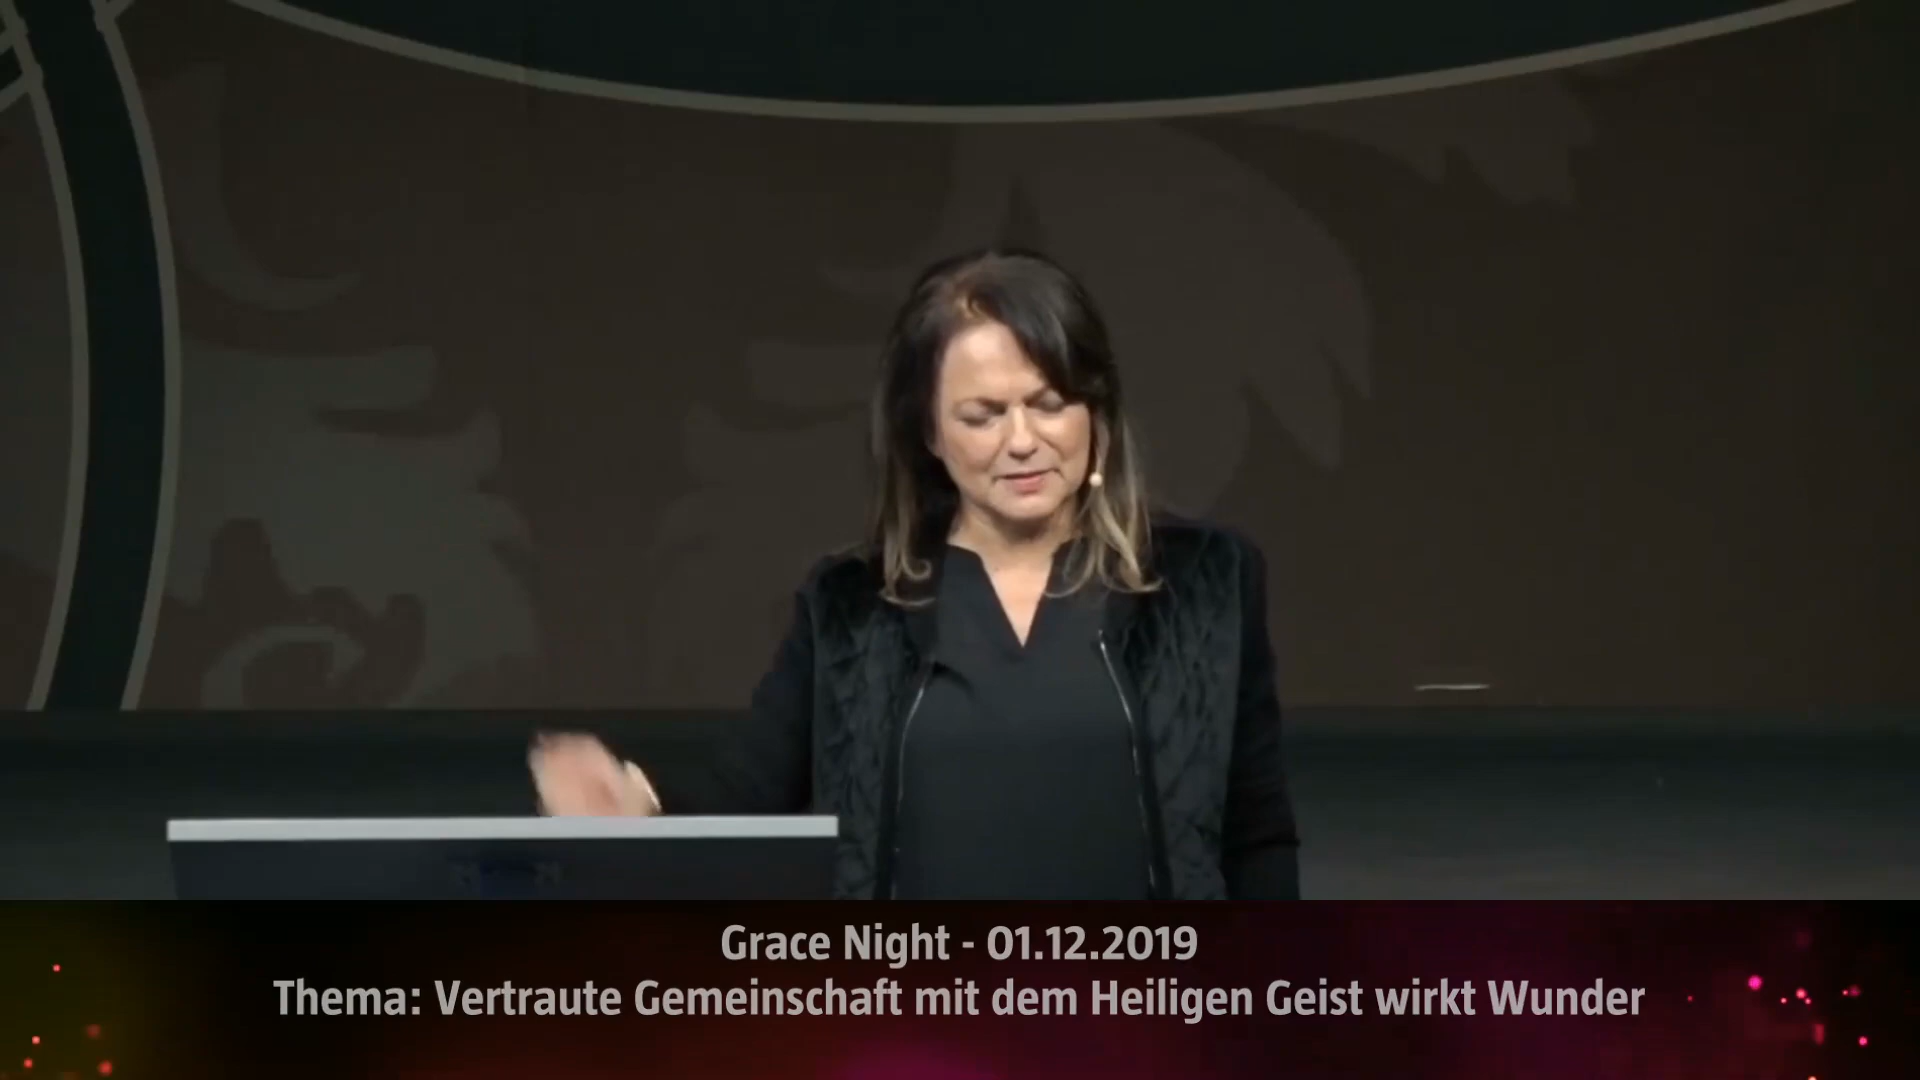 Grace Night - 01.12.2019
Thema: Vertraute Gemeinschaft mit dem Heiligen Geist wirkt Wunder